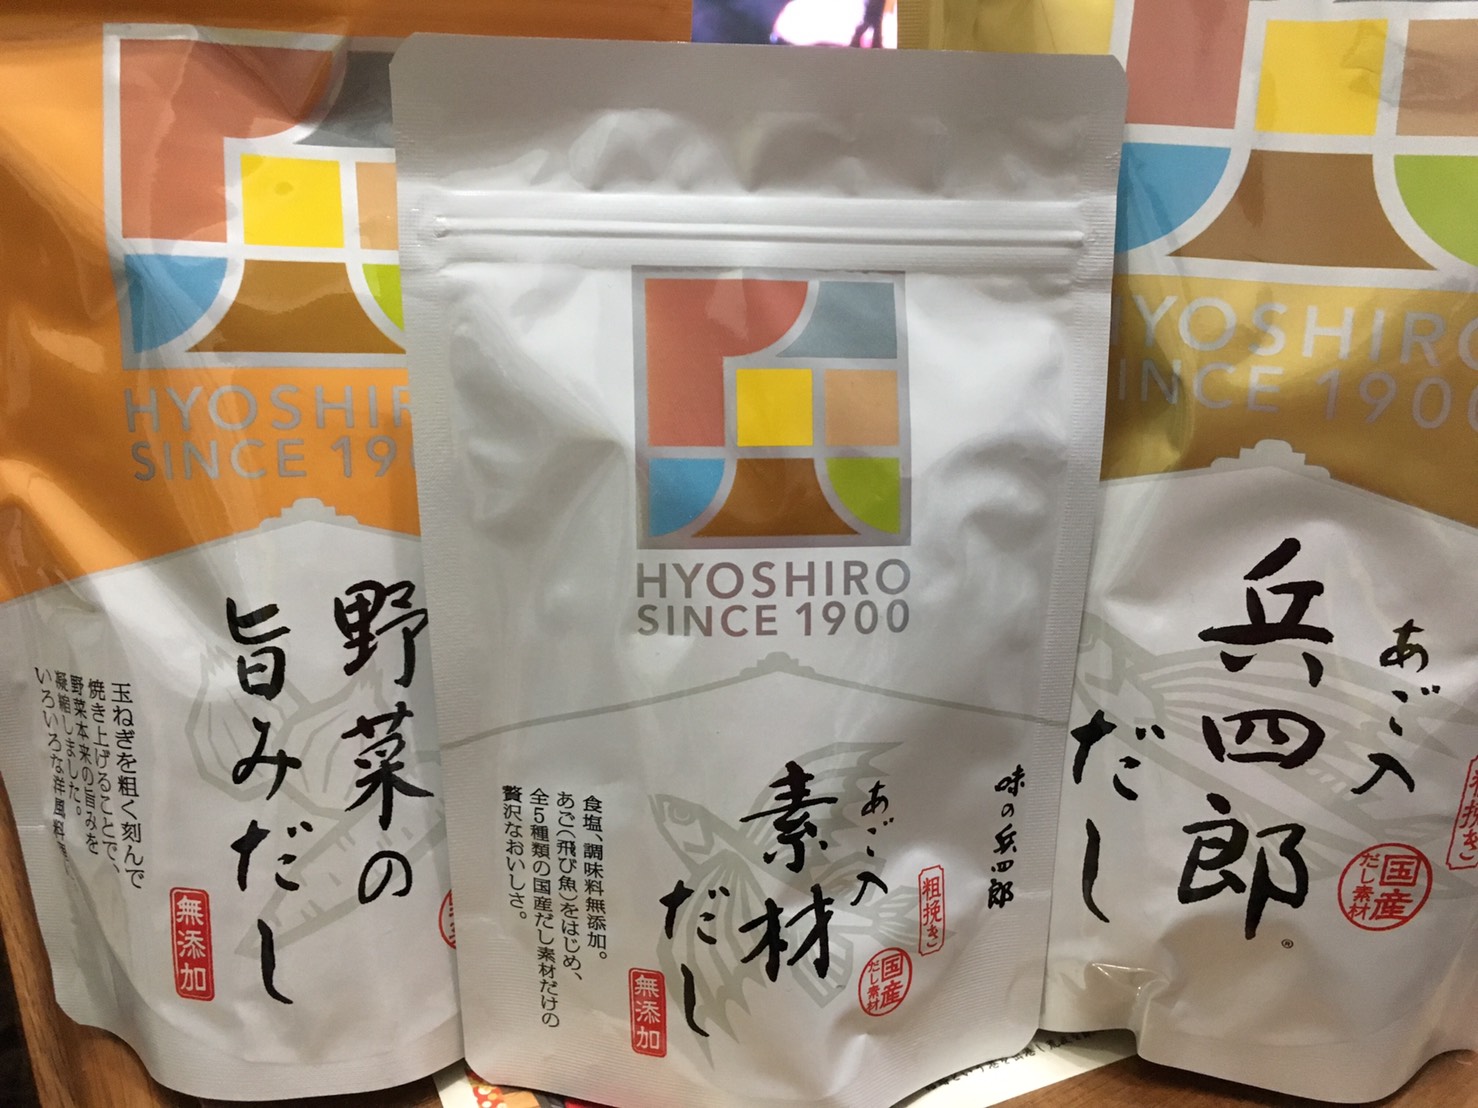 HYOSHIR
SINCE 19
野菜の
旨みだし
玉ねぎを粗く刻んで
焼き上げることで、
野菜本来の旨みを
凝縮しました。
いろいろな洋風料
無添加
HYOSHIRO
SINCE 1900
味の兵四郎
あご入
素材
だし
粗挽き
国産
だし素材
食塩、調味料無添加。
あご(飛び魚)をはじめ、
全5種類の国産だし素材だけの
贅沢なおいしさ。
無添加
HYOSHIRO
SINCE 1900
あご入
兵四郎
®
だし
粗挽き
国産
だし素材